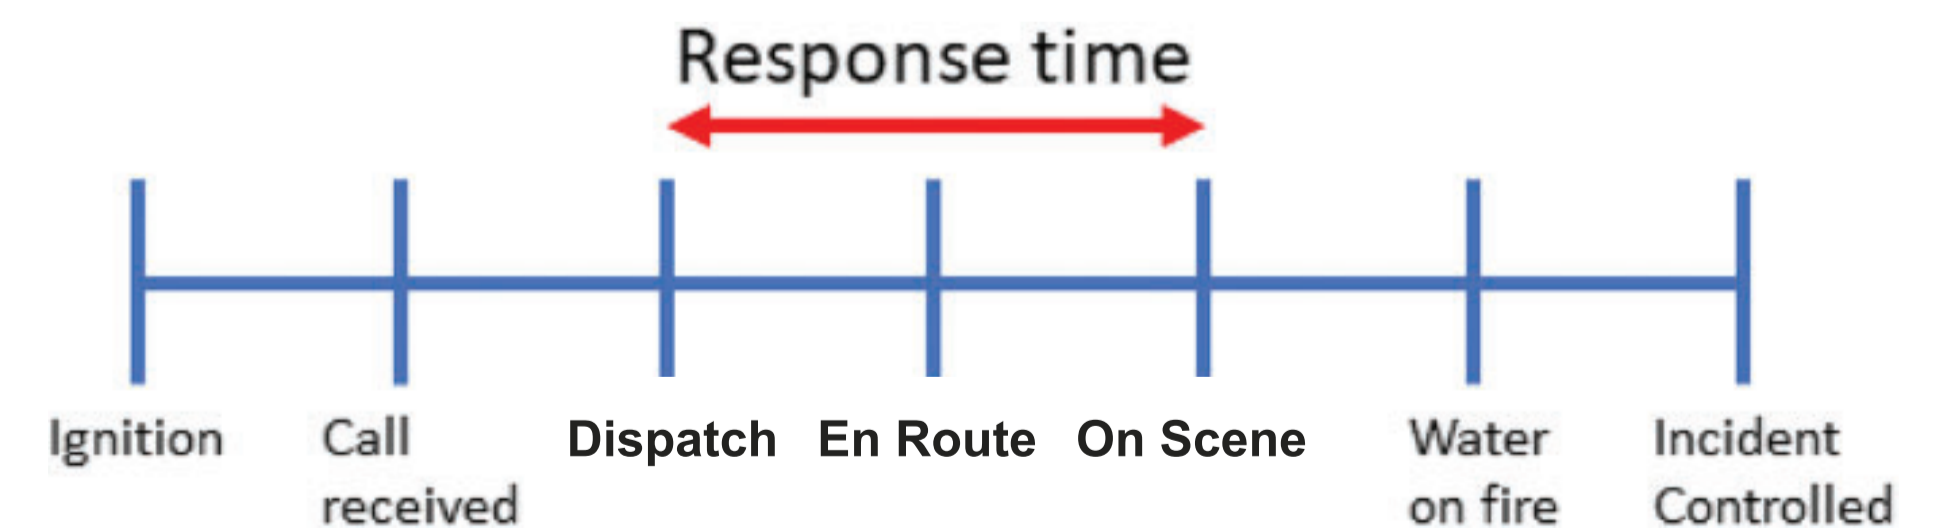 Response time
Ignition
Call
received
Dispatch
En Route
On Scene
Water
on fire
Incident
Controlled